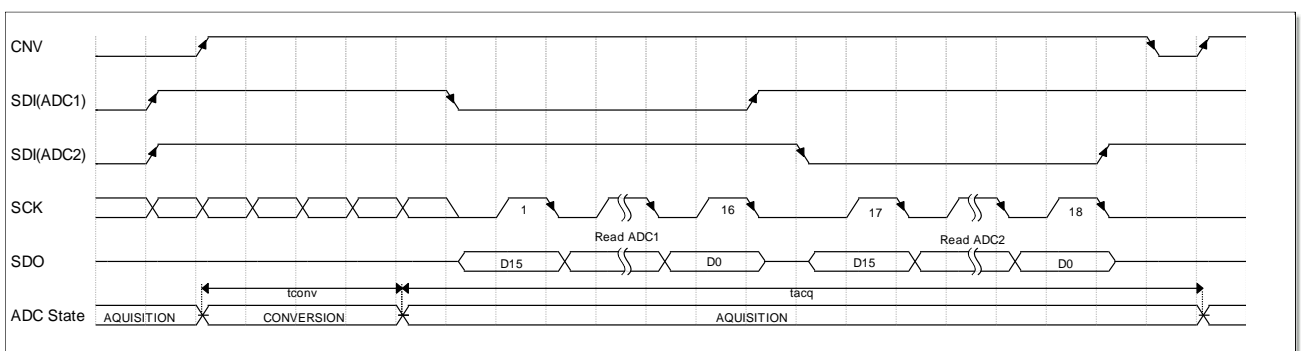 CNV
SDI(ADC1)
SDI(ADC2)
SCK
1
16
17
18
Read ADC1
Read ADC2
SDO
D15
D0
D15
D0
tconv
tacq
ADC State
AQUISITION
CONVERSION
AQUISITION